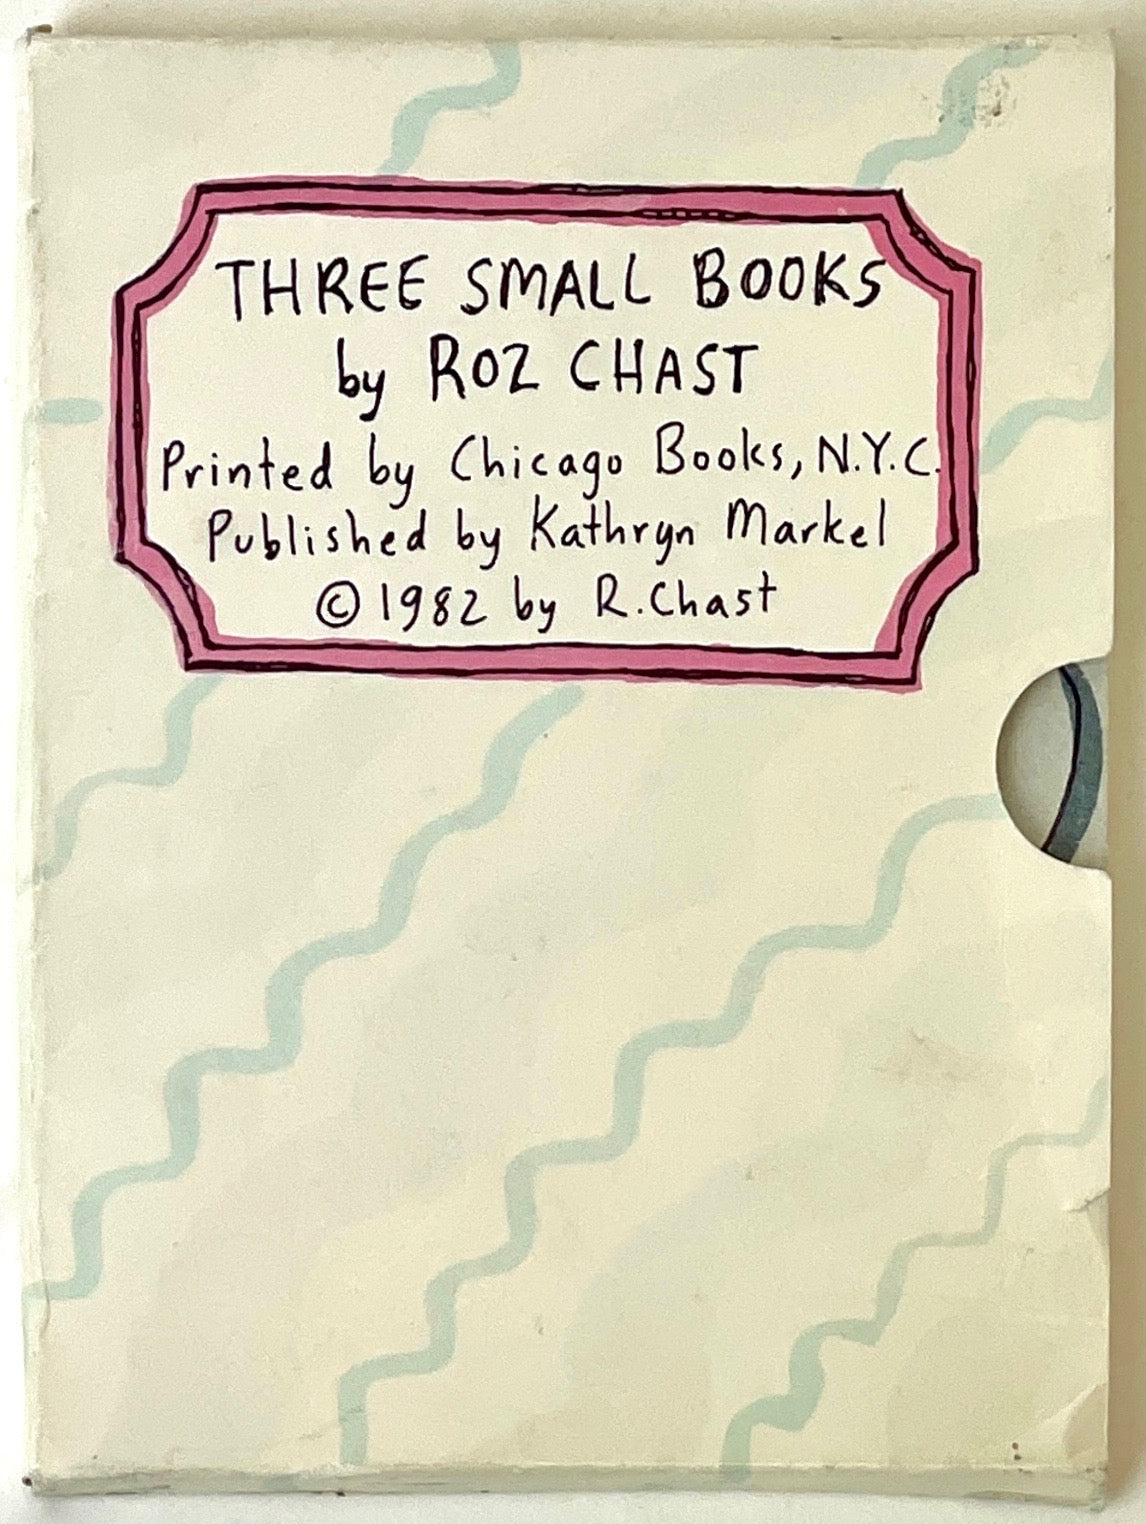 THREE SMALL BOOKS
by ROZ CHAST
Printed by Chicago Books, N.Y.C.
Published by Kathryn Markel
© 1982 by R. Chast